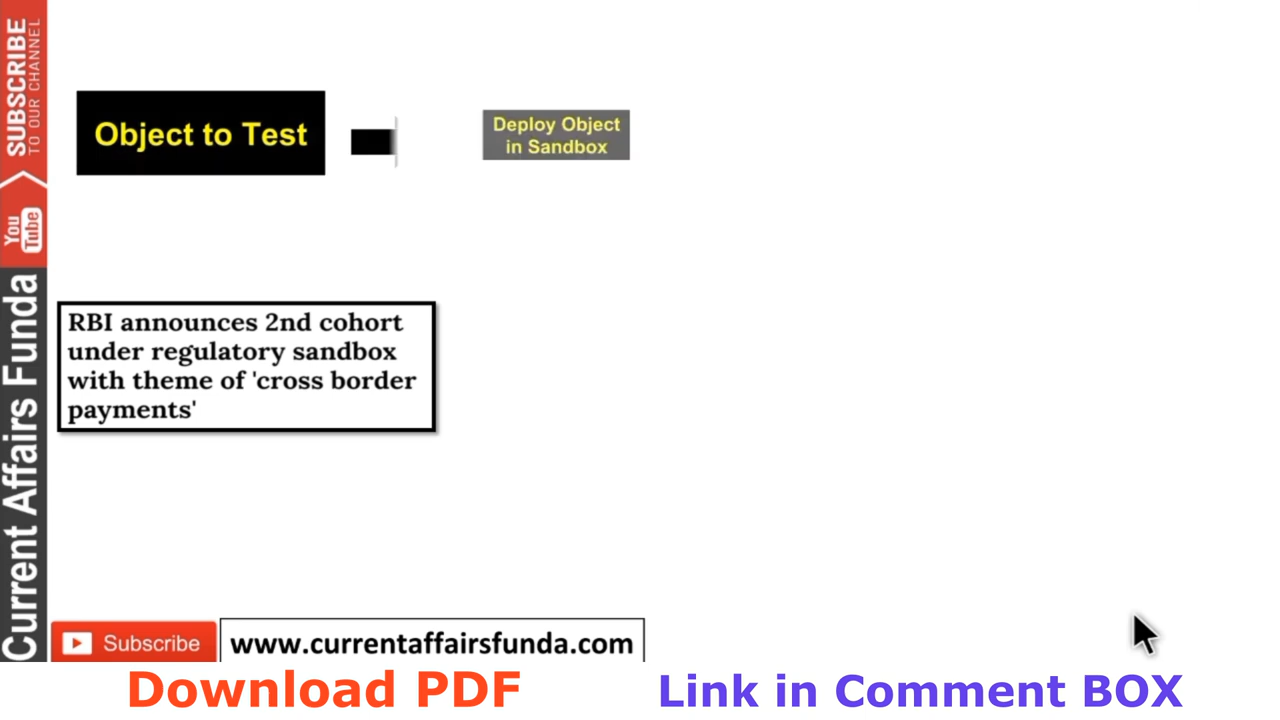 SUBSCRIBE
TO OUR CHANNEL
You
Tube
Current Affairs Funda
Object to Test
Deploy Object
in Sandbox
RBI announces 2nd cohort
under regulatory sandbox
with theme of 'cross border
payments'
Subscribe
www.currentaffairsfunda.com
Download PDF
Link in Comment BOX